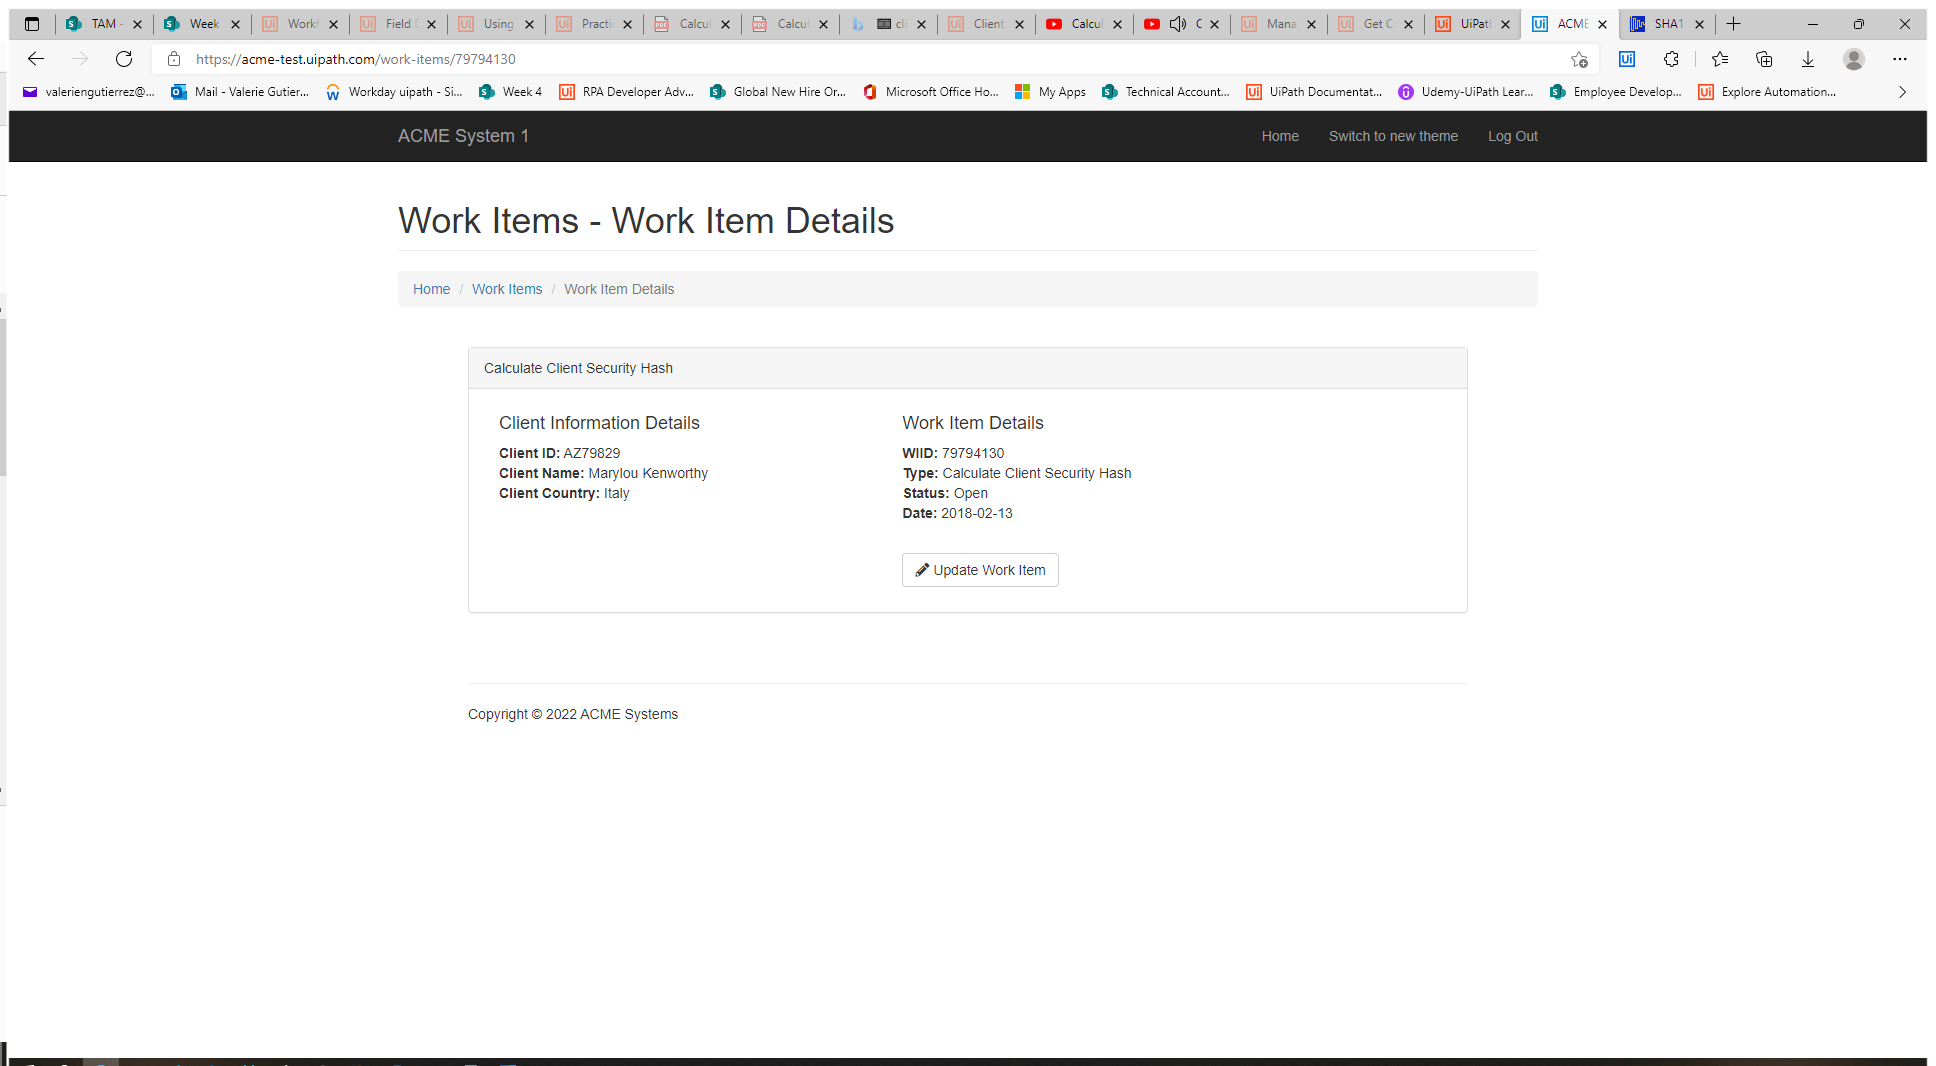 TAM - Week Workf Field D Using Practi Calcul Calcul cli Client Calcul C Mana Get C UiPath ACME SHA1
https://acme-test.uipath.com/work-items/79794130
valeriengutierrez@... Mail - Valerie Gutier... Workday uipath - Si... Week 4 RPA Developer Adv... Global New Hire Or... Microsoft Office Ho... My Apps Technical Account... UiPath Documentat... Udemy-UiPath Lear... Employee Develop... Explore Automation...
ACME System 1 Home Switch to new theme Log Out
Work Items - Work Item Details
Home / Work Items / Work Item Details
Calculate Client Security Hash
Client Information Details
Client ID: AZ79829
Client Name: Marylou Kenworthy
Client Country: Italy
Work Item Details
WIID: 79794130
Type: Calculate Client Security Hash
Status: Open
Date: 2018-02-13
Update Work Item
Copyright © 2022 ACME Systems